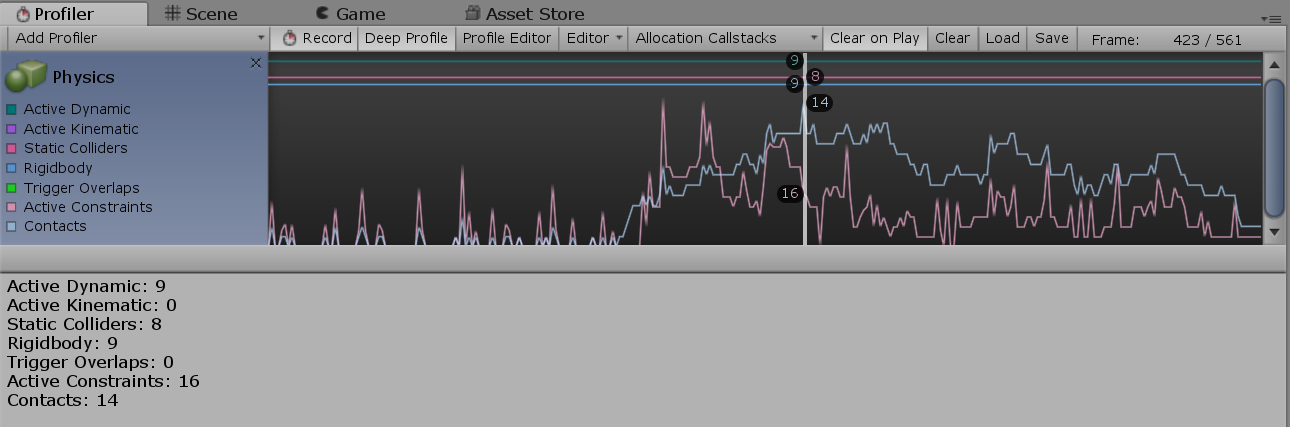 Profiler Scene Game Asset Store
Add Profiler Record Deep Profile Profile Editor Editor Allocation Callstacks Clear on Play Clear Load Save Frame: 423 / 561
Physics
Active Dynamic
Active Kinematic
Static Colliders
Rigidbody
Trigger Overlaps
Active Constraints
Contacts
9
8
9
14
16
Active Dynamic: 9
Active Kinematic: 0
Static Colliders: 8
Rigidbody: 9
Trigger Overlaps: 0
Active Constraints: 16
Contacts: 14